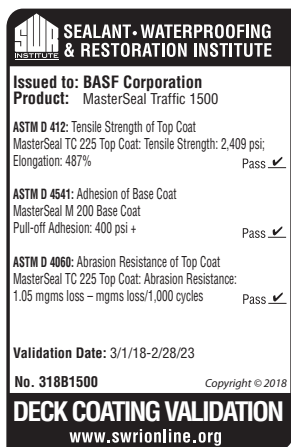 SWR
INSTITUTE
SEALANT • WATERPROOFING
& RESTORATION INSTITUTE
Issued to: BASF Corporation
Product: MasterSeal Traffic 1500
ASTM D 412: Tensile Strength of Top Coat
MasterSeal TC 225 Top Coat: Tensile Strength: 2,409 psi;
Elongation: 487% Pass ✔
ASTM D 4541: Adhesion of Base Coat
MasterSeal M 200 Base Coat
Pull-off Adhesion: 400 psi + Pass ✔
ASTM D 4060: Abrasion Resistance of Top Coat
MasterSeal TC 225 Top Coat: Abrasion Resistance:
1.05 mgms loss – mgms loss/1,000 cycles Pass ✔
Validation Date: 3/1/18-2/28/23
No. 318B1500 Copyright © 2018
DECK COATING VALIDATION
www.swrionline.org